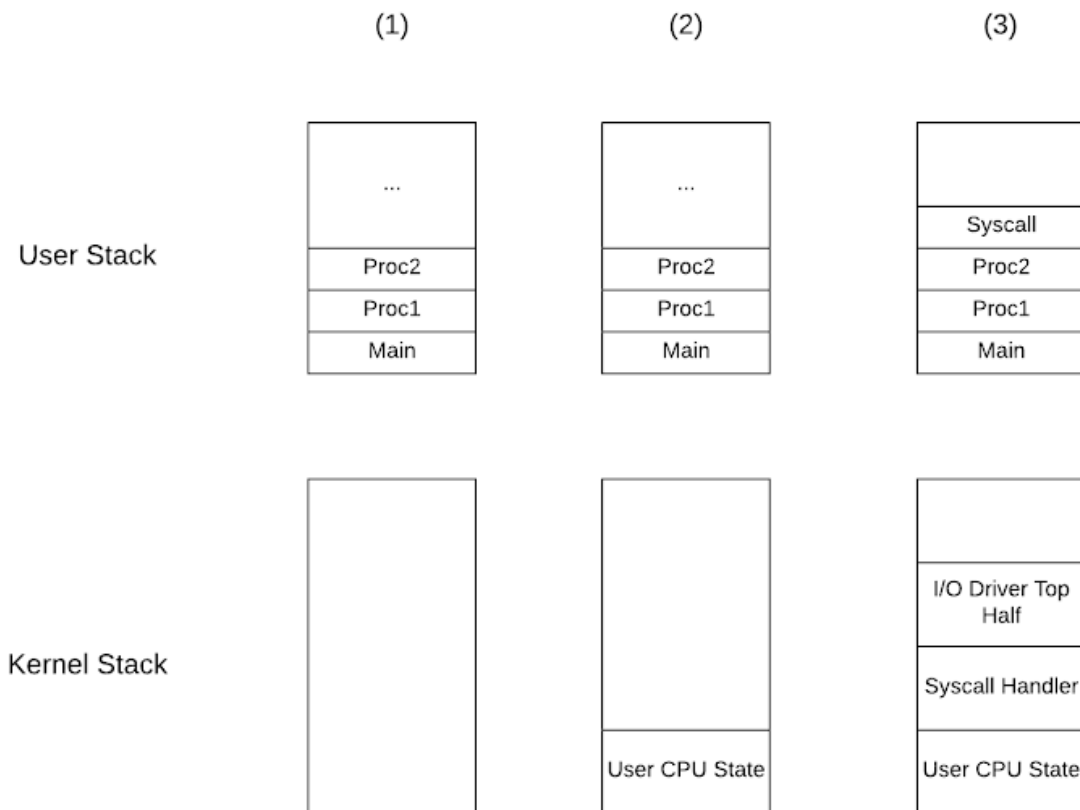 (1) (2) (3)
... ...
Syscall
User Stack Proc2 Proc2 Proc2
Proc1 Proc1 Proc1
Main Main Main
I/O Driver Top
Half
Kernel Stack Syscall Handler
User CPU State User CPU State